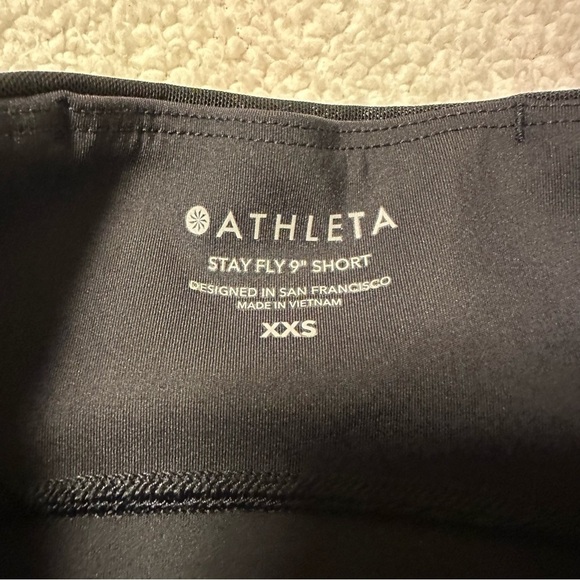 ATHLETA
STAY FLY 9" SHORT
DESIGNED IN SAN FRANCISCO
MADE IN VIETNAM
XXS